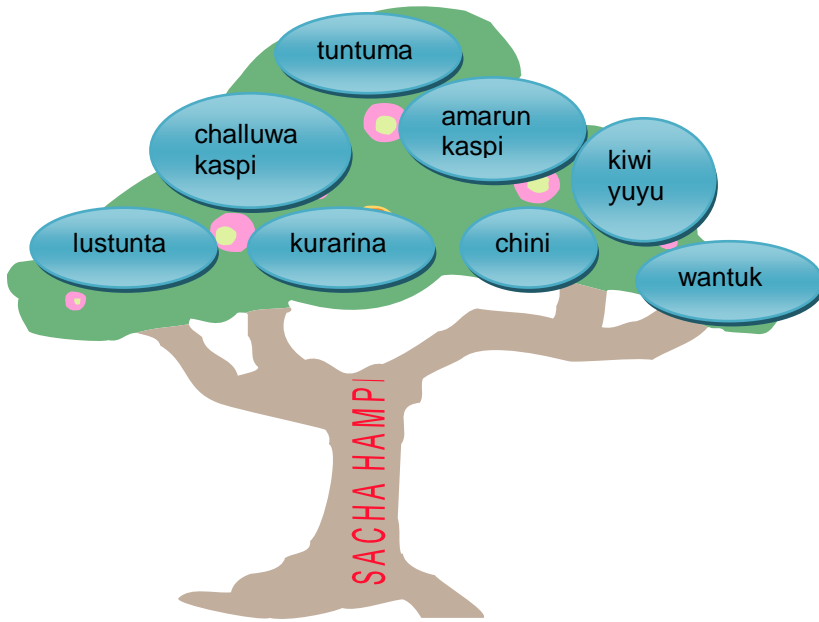 tuntuma
challuwa
kaspi
amarun
kaspi
kiwi
yuyu
lustunta
kurarina
chini
wantuk
SACHA HAMPI